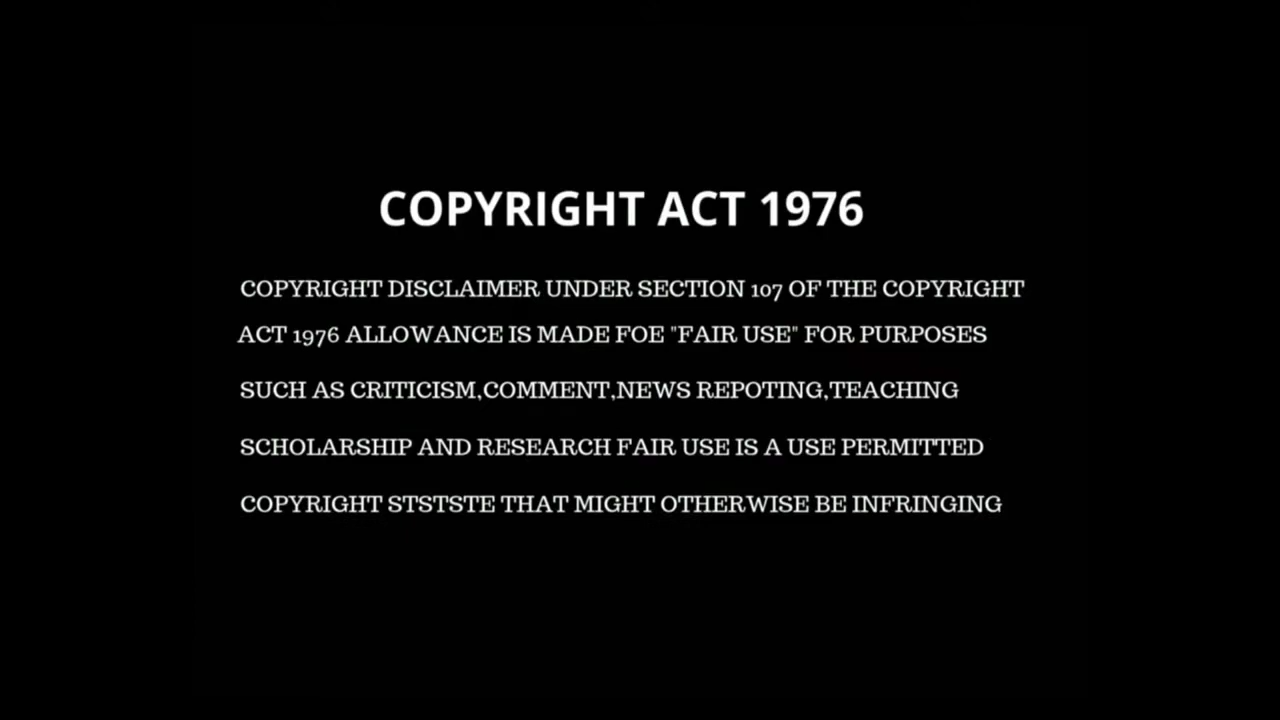 COPYRIGHT ACT 1976
COPYRIGHT DISCLAIMER UNDER SECTION 107 OF THE COPYRIGHT
ACT 1976 ALLOWANCE IS MADE FOE "FAIR USE" FOR PURPOSES
SUCH AS CRITICISM,COMMENT,NEWS REPOTING,TEACHING
SCHOLARSHIP AND RESEARCH FAIR USE IS A USE PERMITTED
COPYRIGHT STSTSTE THAT MIGHT OTHERWISE BE INFRINGING